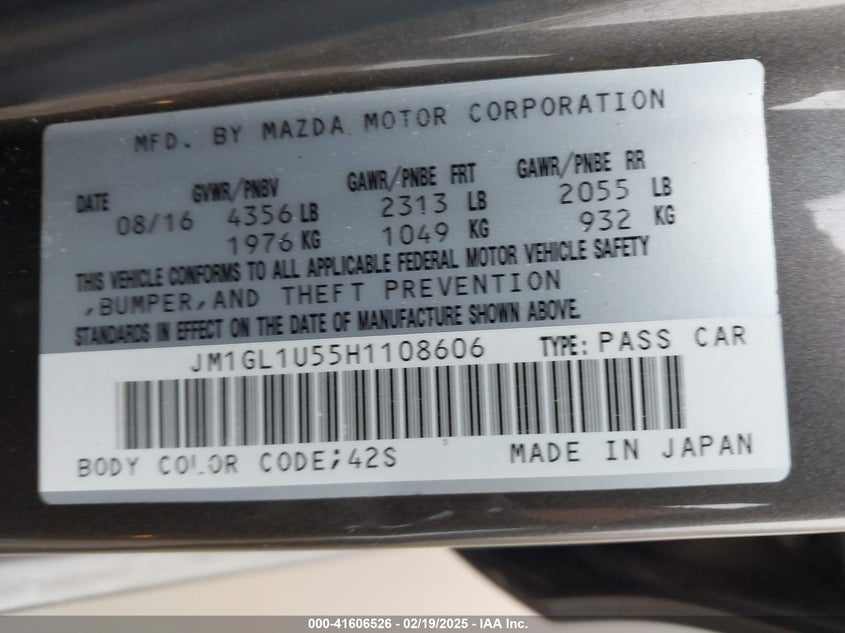 MFD. BY MAZDA MOTOR CORPORATION
DATE GVWR/PNBV GAWR/PNBE FRT GAWR/PNBE RR
08/16 4356 LB 2313 LB 2055 LB
1976 KG 1049 KG 932 KG
THIS VEHICLE CONFORMS TO ALL APPLICABLE FEDERAL MOTOR VEHICLE SAFETY
,BUMPER,AND THEFT PREVENTION
STANDARDS IN EFFECT ON THE DATE OF MANUFACTURE SHOWN ABOVE.
JM1GL1U55H1108606 TYPE: PASS CAR
BODY COLOR CODE;42S MADE IN JAPAN
000-41606526 - 02/19/2025 - IAA Inc.